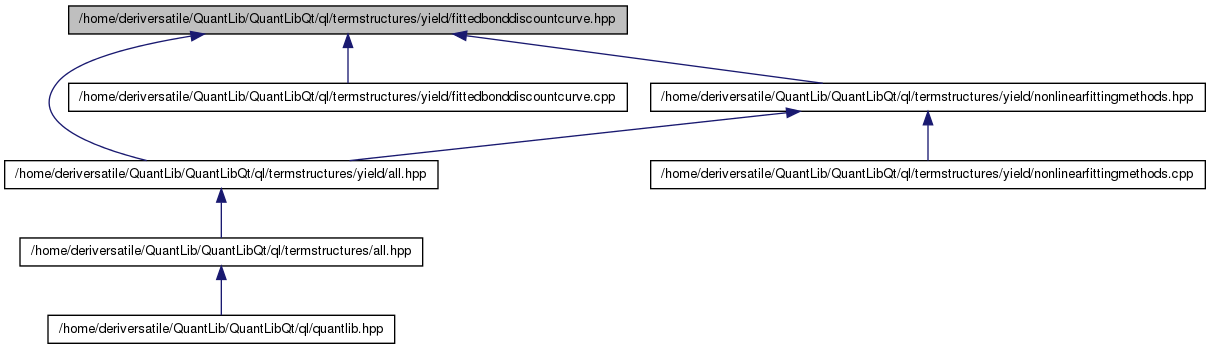 /home/deriversatile/QuantLib/QuantLibQt/ql/termstructures/yield/fittedbonddiscountcurve.hpp
/home/deriversatile/QuantLib/QuantLibQt/ql/termstructures/yield/fittedbonddiscountcurve.cpp
/home/deriversatile/QuantLib/QuantLibQt/ql/termstructures/yield/nonlinearfittingmethods.hpp
/home/deriversatile/QuantLib/QuantLibQt/ql/termstructures/yield/all.hpp
/home/deriversatile/QuantLib/QuantLibQt/ql/termstructures/yield/nonlinearfittingmethods.cpp
/home/deriversatile/QuantLib/QuantLibQt/ql/termstructures/all.hpp
/home/deriversatile/QuantLib/QuantLibQt/ql/quantlib.hpp